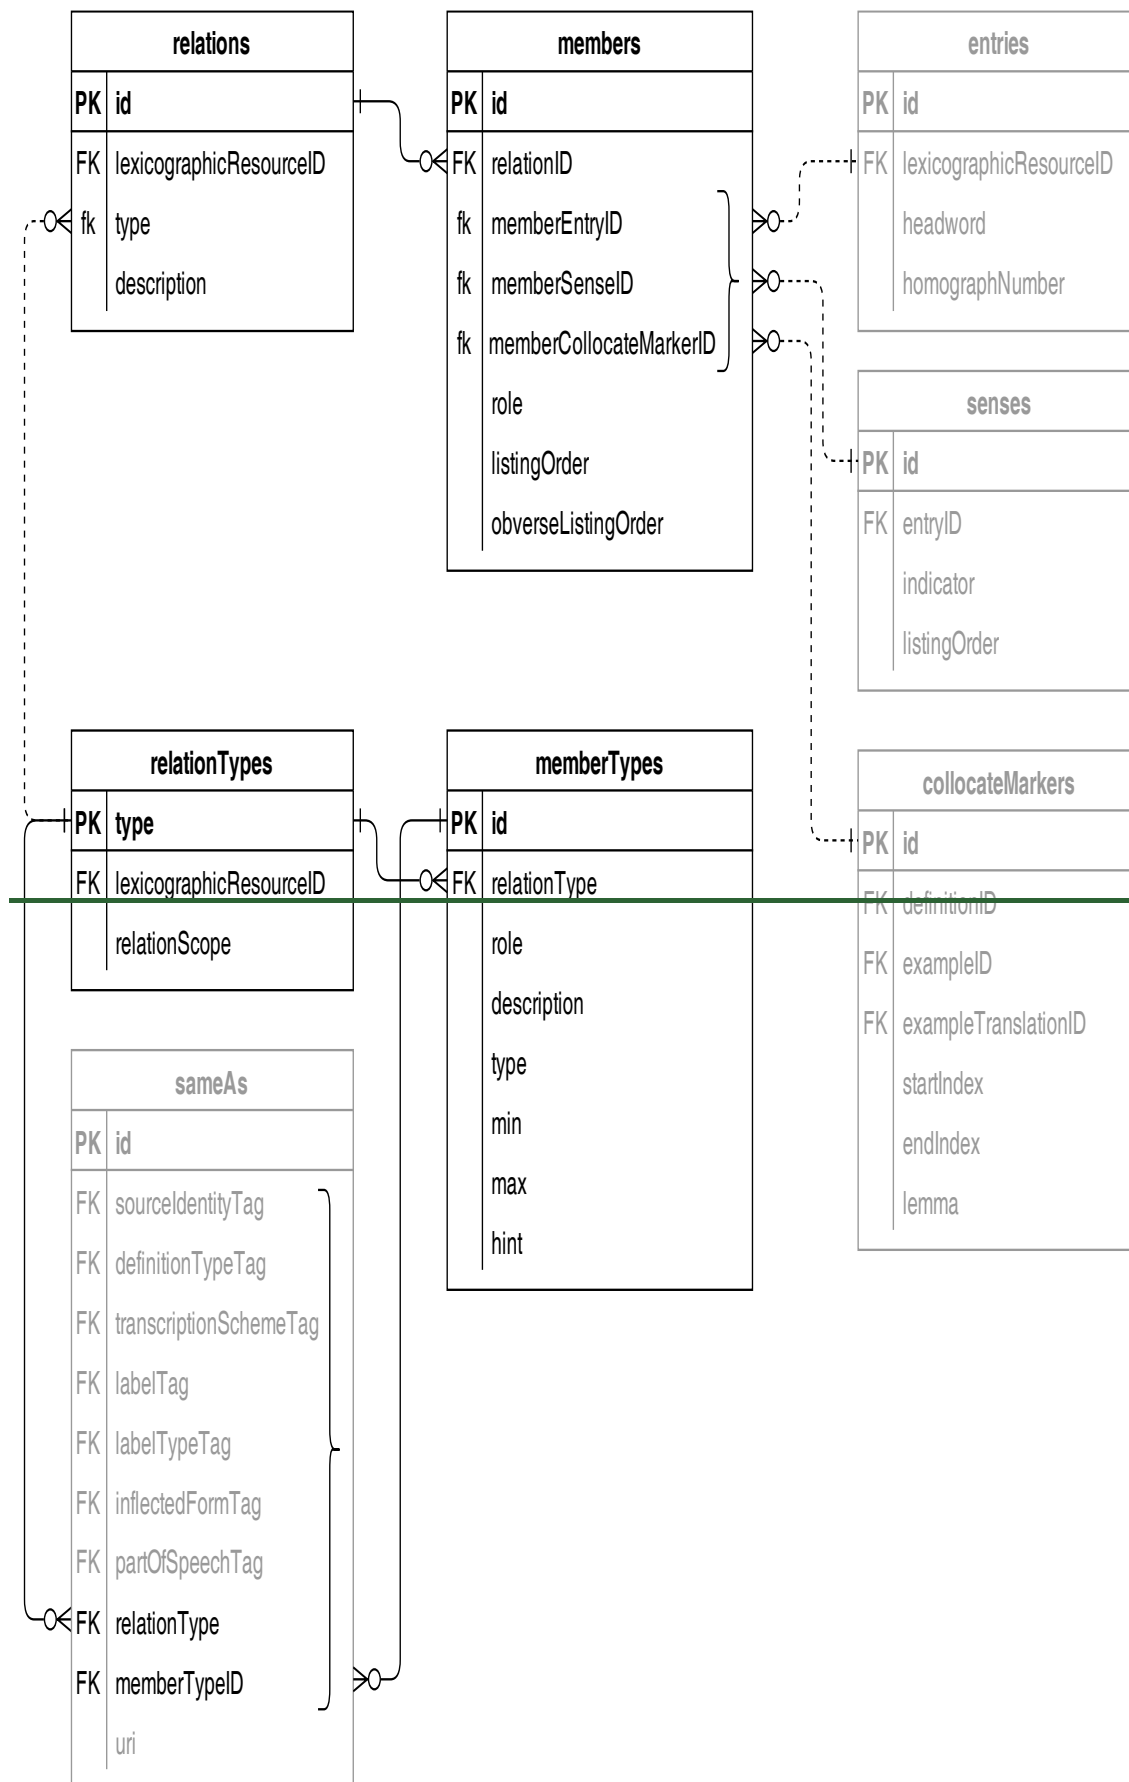 relations
PK id
FK lexicographicResourceID
fk type
description
members
PK id
FK relationID
fk memberEntryID
fk memberSenseID
fk memberCollocateMarkerID
role
listingOrder
obverseListingOrder
entries
PK id
FK lexicographicResourceID
headword
homographNumber
senses
PK id
FK entryID
indicator
listingOrder
relationTypes
PK type
FK lexicographicResourceID
relationScope
memberTypes
PK id
FK relationType
role
description
type
min
max
hint
collocateMarkers
PK id
FK definitionID
FK exampleID
FK exampleTranslationID
startIndex
endIndex
lemma
sameAs
PK id
FK sourceIdentityTag
FK definitionTypeTag
FK transcriptionSchemeTag
FK labelTag
FK labelTypeTag
FK inflectedFormTag
FK partOfSpeechTag
FK relationType
FK memberTypeID
uri